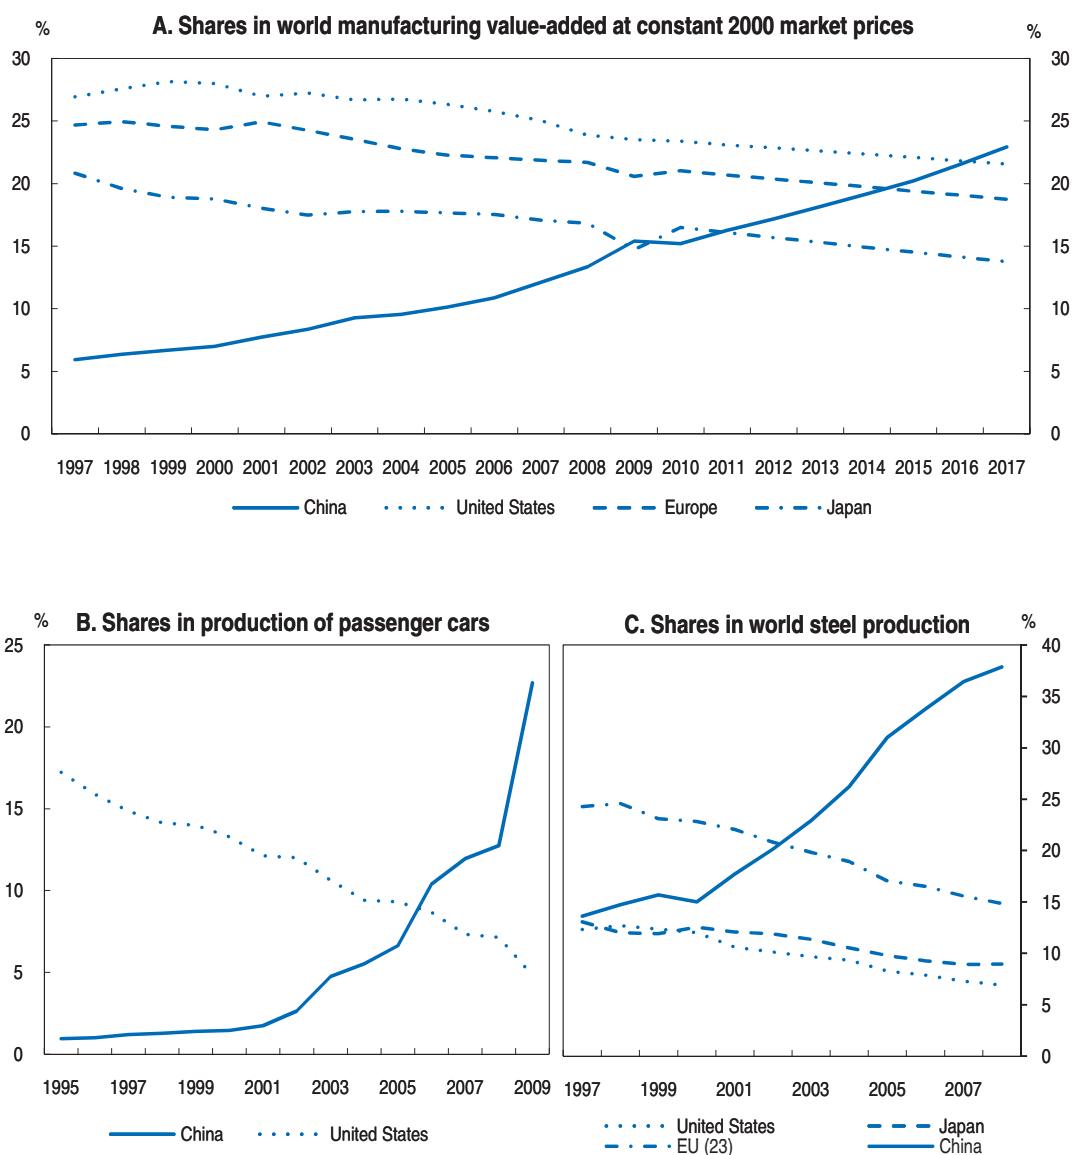 A. Shares in world manufacturing value-added at constant 2000 market prices
% %
30 30
25 25
20 20
15 15
10 10
5 5
0 0
1997 1998 1999 2000 2001 2002 2003 2004 2005 2006 2007 2008 2009 2010 2011 2012 2013 2014 2015 2016 2017
China United States Europe Japan
% B. Shares in production of passenger cars
25
20
15
10
5
0
1995 1997 1999 2001 2003 2005 2007 2009
China United States
C. Shares in world steel production %
40
35
30
25
20
15
10
5
0
1997 1999 2001 2003 2005 2007
United States Japan
EU (23) China